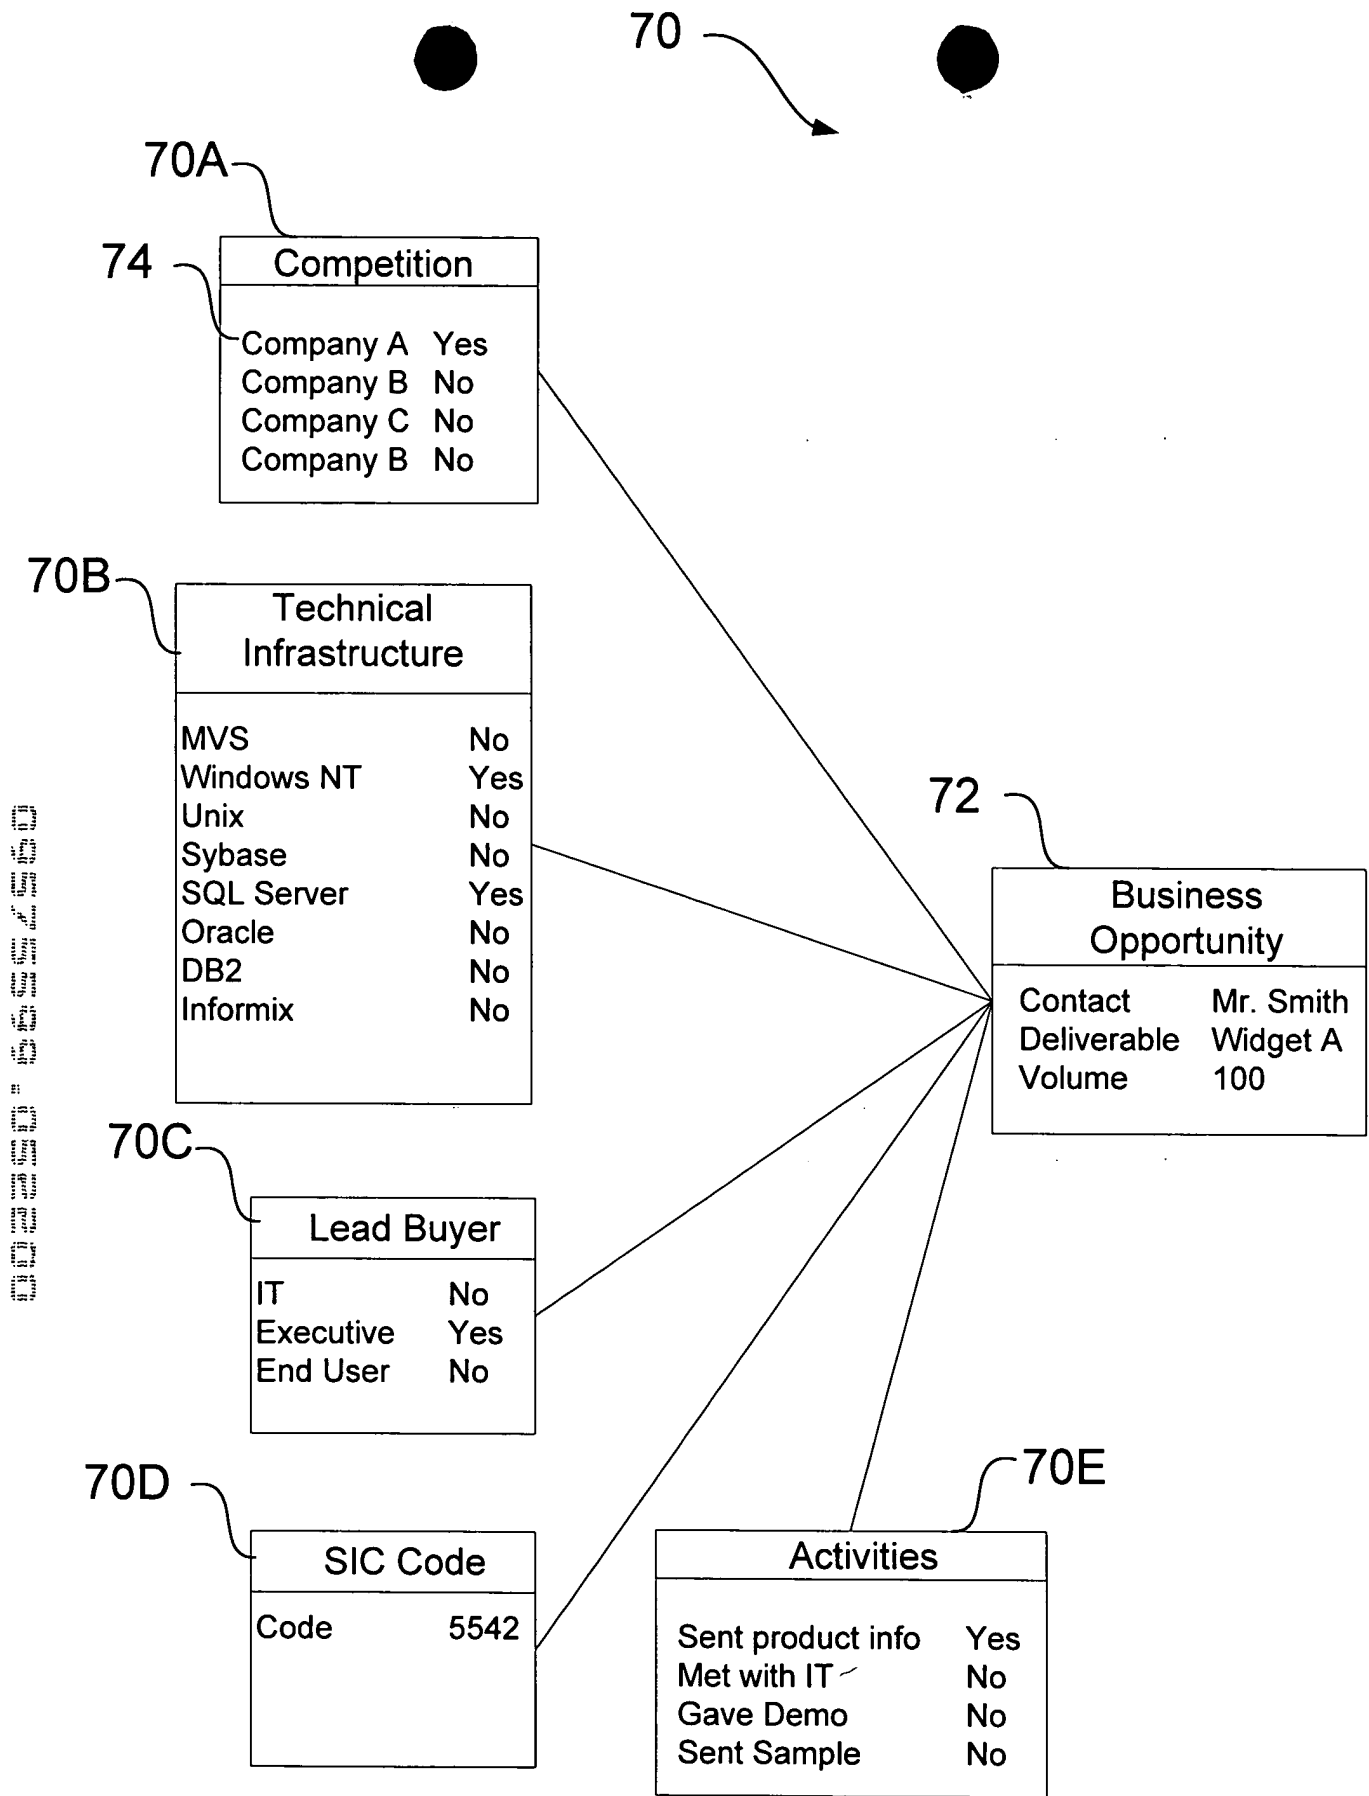 70
70A
74
Competition
Company A Yes
Company B No
Company C No
Company B No
70B
Technical
Infrastructure
MVS No
Windows NT Yes
Unix No
Sybase No
SQL Server Yes
Oracle No
DB2 No
Informix No
72
Business
Opportunity
Contact Mr. Smith
Deliverable Widget A
Volume 100
70C
Lead Buyer
IT No
Executive Yes
End User No
70D
SIC Code
Code 5542
70E
Activities
Sent product info Yes
Met with IT No
Gave Demo No
Sent Sample No